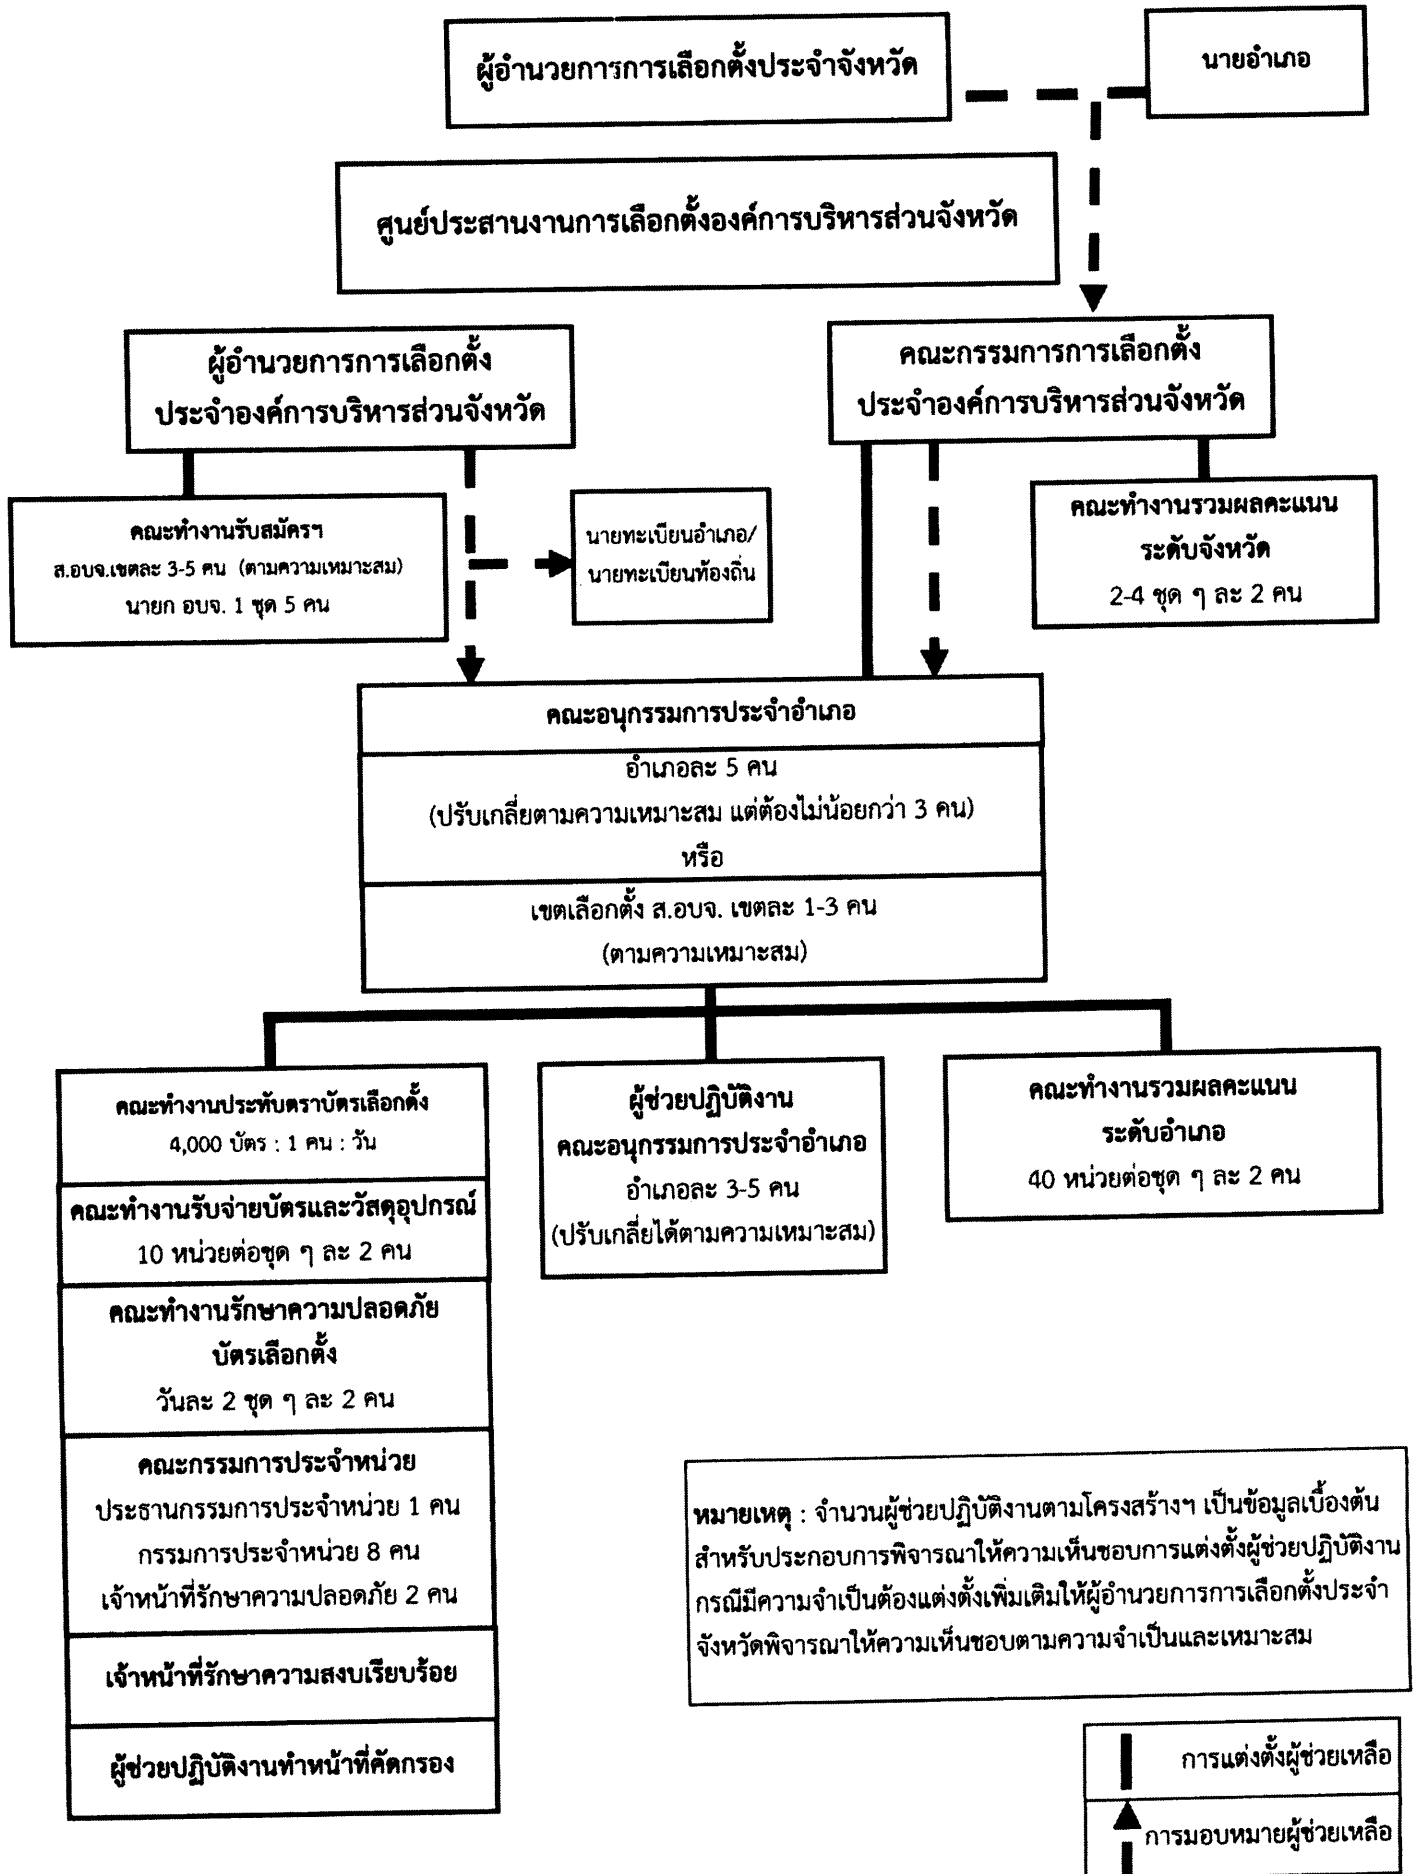 ผู้อำนวยการการเลือกตั้งประจำจังหวัด
นายอำเภอ
ศูนย์ประสานงานการเลือกตั้งองค์การบริหารส่วนจังหวัด
ผู้อำนวยการการเลือกตั้ง
ประจำองค์การบริหารส่วนจังหวัด
คณะกรรมการการเลือกตั้ง
ประจำองค์การบริหารส่วนจังหวัด
คณะทำงานรับสมัครฯ
ส.อบจ.เขตละ 3-5 คน (ตามความเหมาะสม)
นายก อบจ. 1 ชุด 5 คน
นายทะเบียนอำเภอ/
นายทะเบียนท้องถิ่น
คณะทำงานรวมผลคะแนน
ระดับจังหวัด
2-4 ชุด ๆ ละ 2 คน
คณะอนุกรรมการประจำอำเภอ
อำเภอละ 5 คน
(ปรับเกลี่ยตามความเหมาะสม แต่ต้องไม่น้อยกว่า 3 คน)
หรือ
เขตเลือกตั้ง ส.อบจ. เขตละ 1-3 คน
(ตามความเหมาะสม)
คณะทำงานประทับตราบัตรเลือกตั้ง
4,000 บัตร : 1 คน : วัน
คณะทำงานรับจ่ายบัตรและวัสดุอุปกรณ์
10 หน่วยต่อชุด ๆ ละ 2 คน
คณะทำงานรักษาความปลอดภัย
บัตรเลือกตั้ง
วันละ 2 ชุด ๆ ละ 2 คน
คณะกรรมการประจำหน่วย
ประธานกรรมการประจำหน่วย 1 คน
กรรมการประจำหน่วย 8 คน
เจ้าหน้าที่รักษาความปลอดภัย 2 คน
เจ้าหน้าที่รักษาความสงบเรียบร้อย
ผู้ช่วยปฏิบัติงานทำหน้าที่คัดกรอง
ผู้ช่วยปฏิบัติงาน
คณะอนุกรรมการประจำอำเภอ
อำเภอละ 3-5 คน
(ปรับเกลี่ยได้ตามความเหมาะสม)
คณะทำงานรวมผลคะแนน
ระดับอำเภอ
40 หน่วยต่อชุด ๆ ละ 2 คน
หมายเหตุ : จำนวนผู้ช่วยปฏิบัติงานตามโครงสร้างฯ เป็นข้อมูลเบื้องต้น
สำหรับประกอบการพิจารณาให้ความเห็นชอบการแต่งตั้งผู้ช่วยปฏิบัติงาน
กรณีมีความจำเป็นต้องแต่งตั้งเพิ่มเติมให้ผู้อำนวยการการเลือกตั้งประจำ
จังหวัดพิจารณาให้ความเห็นชอบตามความจำเป็นและเหมาะสม
การแต่งตั้งผู้ช่วยเหลือ
การมอบหมายผู้ช่วยเหลือ